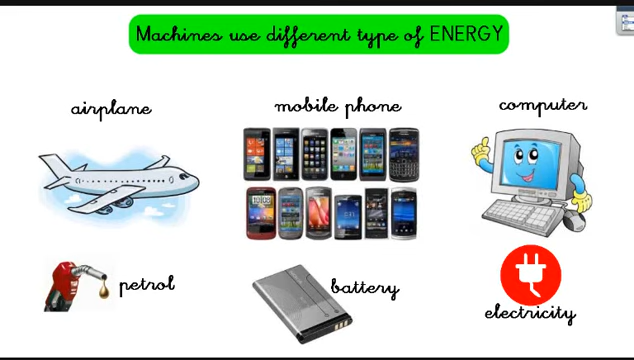 Machines use different type of ENERGY
airplane
mobile phone
computer
petrol
battery
electricity